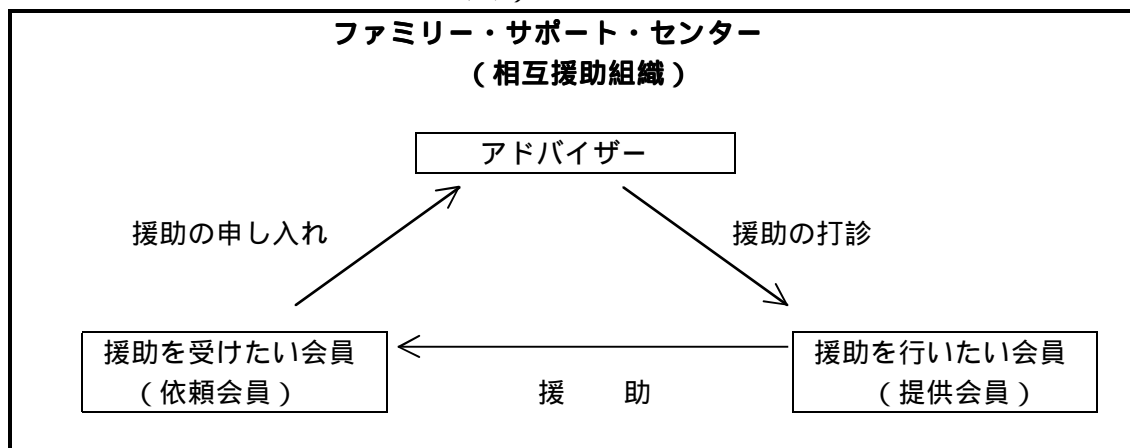 ファミリー・サポート・センター
（相互援助組織）
アドバイザー
援助の申し入れ
援助の打診
援助を受けたい会員
（依頼会員）
援　助
援助を行いたい会員
（提供会員）